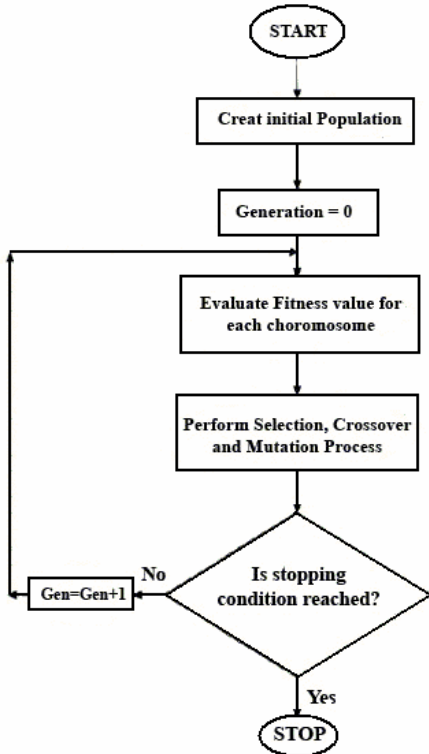 START
Creat initial Population
Generation = 0
Evaluate Fitness value for
each choromosome
Perform Selection, Crossover
and Mutation Process
Is stopping
condition reached?
No
Gen=Gen+1
Yes
STOP